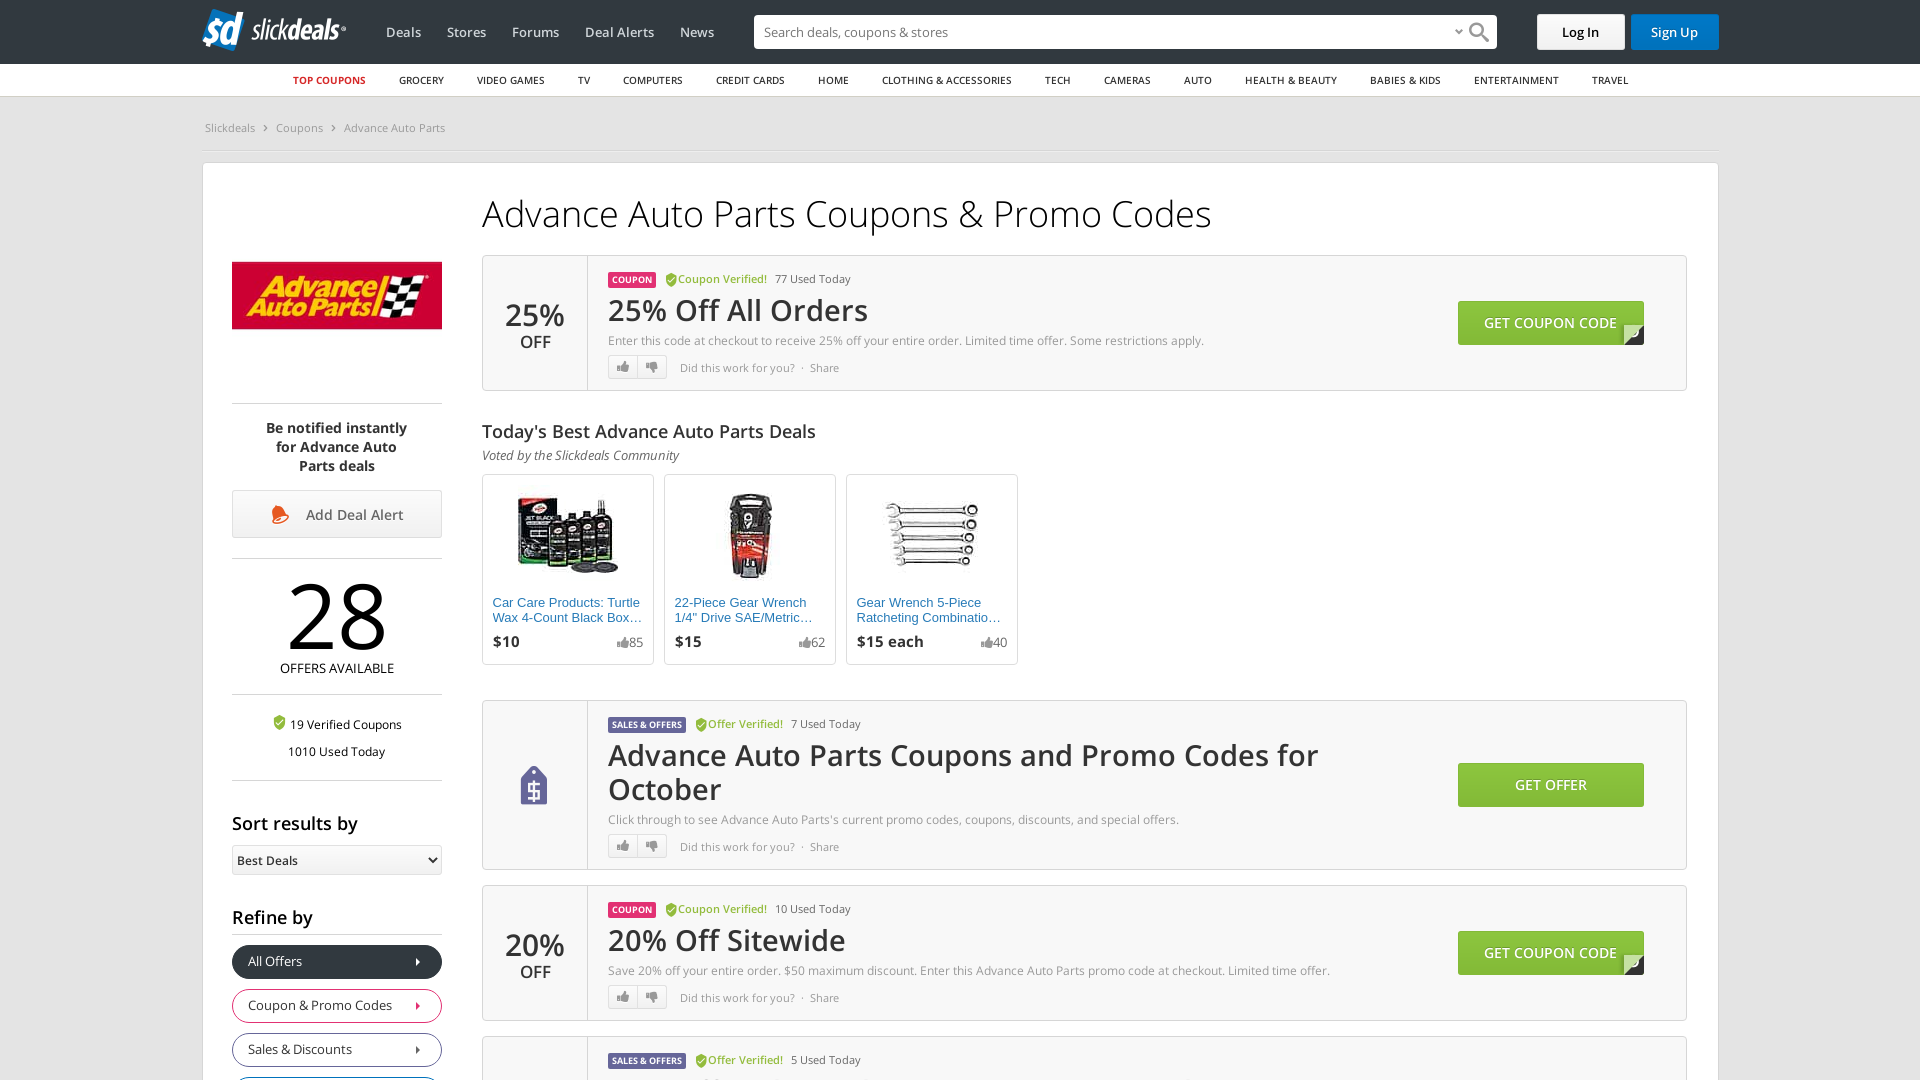 sd slickdeals
Deals
Stores
Forums
Deal Alerts
News
Search deals, coupons & stores
Log In
Sign Up
TOP COUPONS
GROCERY
VIDEO GAMES
TV
COMPUTERS
CREDIT CARDS
HOME
CLOTHING & ACCESSORIES
TECH
CAMERAS
AUTO
HEALTH & BEAUTY
BABIES & KIDS
ENTERTAINMENT
TRAVEL
Slickdeals
Coupons
Advance Auto Parts
Advance
Auto Parts
Be notified instantly
for Advance Auto
Parts deals
Add Deal Alert
28
OFFERS AVAILABLE
19 Verified Coupons
1010 Used Today
Sort results by
Best Deals
Refine by
All Offers
Coupon & Promo Codes
Sales & Discounts
Advance Auto Parts Coupons & Promo Codes
25%
OFF
COUPON Coupon Verified! 77 Used Today
25% Off All Orders
Enter this code at checkout to receive 25% off your entire order. Limited time offer. Some restrictions apply.
Did this work for you? · Share
GET COUPON CODE
Today's Best Advance Auto Parts Deals
Voted by the Slickdeals Community
JET BLACK
Car Care Products: Turtle
Wax 4-Count Black Box…
$10
85
22-Piece Gear Wrench
1/4" Drive SAE/Metric…
$15
62
Gear Wrench 5-Piece
Ratcheting Combinatio…
$15 each
40
SALES & OFFERS Offer Verified! 7 Used Today
Advance Auto Parts Coupons and Promo Codes for
October
Click through to see Advance Auto Parts's current promo codes, coupons, discounts, and special offers.
Did this work for you? · Share
GET OFFER
20%
OFF
COUPON Coupon Verified! 10 Used Today
20% Off Sitewide
Save 20% off your entire order. $50 maximum discount. Enter this Advance Auto Parts promo code at checkout. Limited time offer.
Did this work for you? · Share
GET COUPON CODE
SALES & OFFERS Offer Verified! 5 Used Today